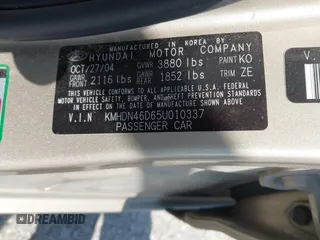 MANUFACTURED IN KOREA BY
HYUNDAI MOTOR COMPANY
OCT/27/04 GVWR 3880 lbs PAINT KO
GAWR FRONT 2116 lbs GAWR REAR 1852 lbs TRIM ZE
THIS VEHICLE CONFORMS TO ALL APPLICABLE U.S.A. FEDERAL
MOTOR VEHICLE SAFETY, BUMPER, AND THEFT PREVENTION
STANDARDS IN EFFECT ON THE DATE OF MANUFACTURE SHOWN ABOVE.
V.I.N KMHDN46D65U010337
PASSENGER CAR
DREAMBID